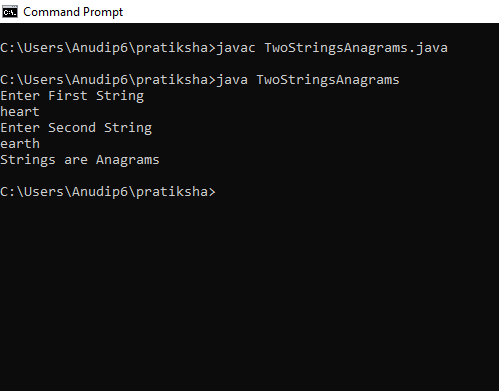 Command Prompt
C:\Users\Anudip6\pratiksha>javac TwoStringsAnagrams.java
C:\Users\Anudip6\pratiksha>java TwoStringsAnagrams
Enter First String
heart
Enter Second String
earth
Strings are Anagrams
C:\Users\Anudip6\pratiksha>